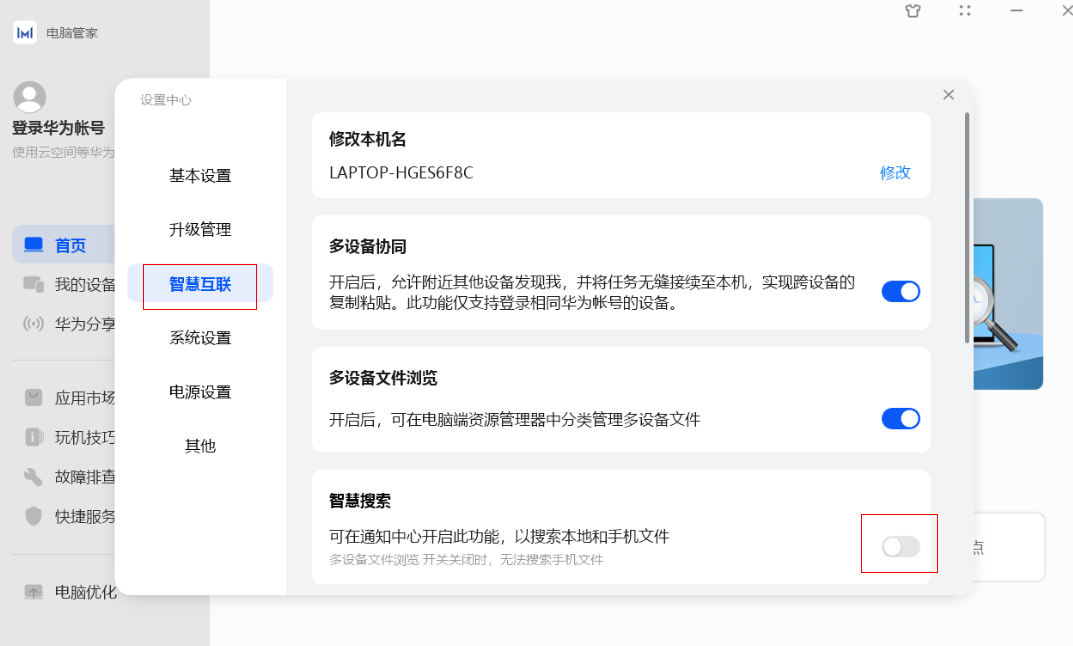 电脑管家
登录华为帐号
使用云空间等华为
首页
我的设备
华为分享
应用市场
玩机技巧
故障排查
快捷服务
电脑优化
设置中心
基本设置
升级管理
智慧互联
系统设置
电源设置
其他
修改本机名
LAPTOP-HGES6F8C
修改
多设备协同
开启后，允许附近其他设备发现我，并将任务无缝接续至本机，实现跨设备的
复制粘贴。此功能仅支持登录相同华为帐号的设备。
多设备文件浏览
开启后，可在电脑端资源管理器中分类管理多设备文件
智慧搜索
可在通知中心开启此功能，以搜索本地和手机文件
多设备文件浏览 开关关闭时，无法搜索手机文件
点